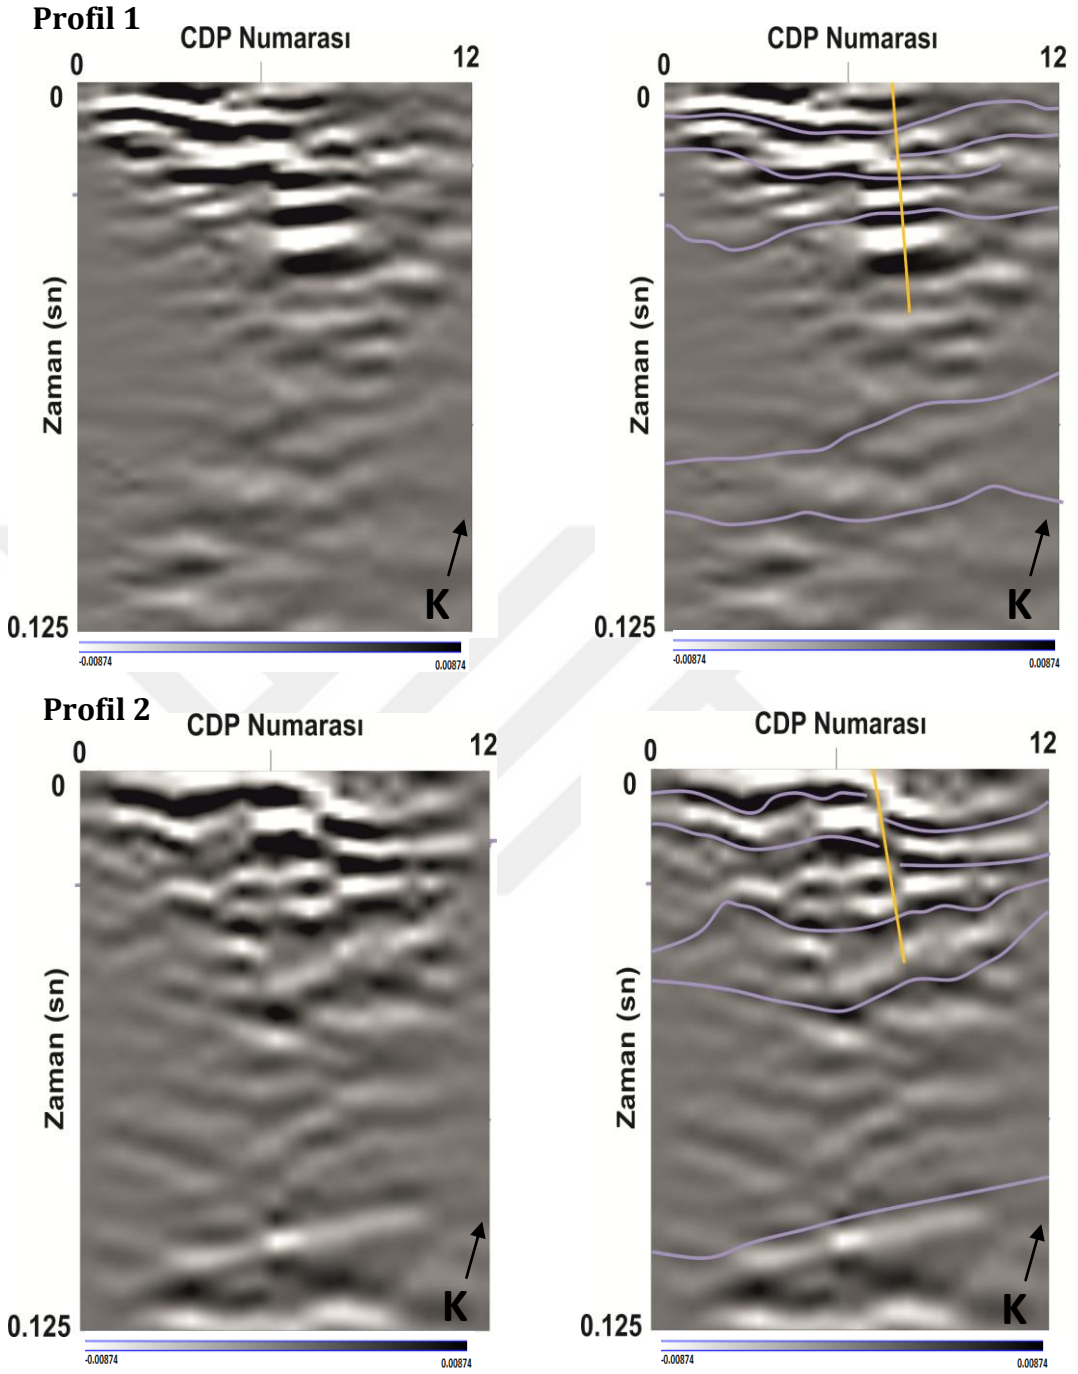 Profil 1
CDP Numarası CDP Numarası
0 12 0 12
0 0
Zaman (sn) Zaman (sn)
K K
0.125 0.125
-0.00874 0.00874 -0.00874 0.00874
Profil 2
CDP Numarası CDP Numarası
0 12 0 12
0 0
Zaman (sn) Zaman (sn)
K K
0.125 0.125
-0.00874 0.00874 -0.00874 0.00874